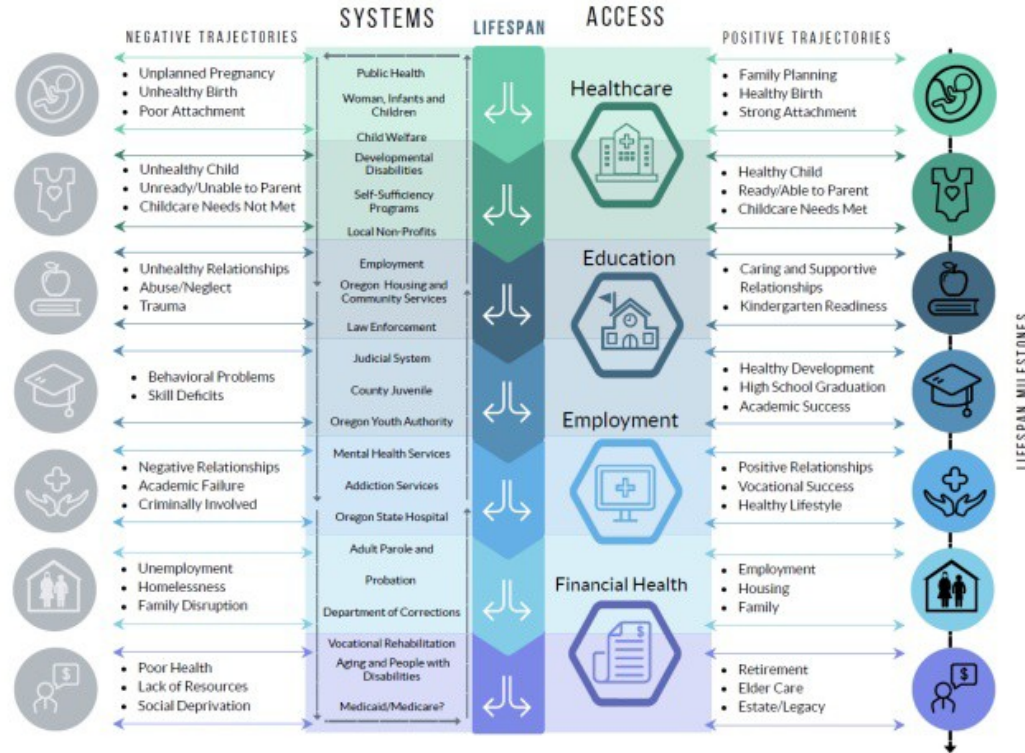 SYSTEMS
LIFESPAN
ACCESS
NEGATIVE TRAJECTORIES
POSITIVE TRAJECTORIES
• Unplanned Pregnancy
• Unhealthy Birth
• Poor Attachment
• Unhealthy Child
• Unready/Unable to Parent
• Childcare Needs Not Met
• Unhealthy Relationships
• Abuse/Neglect
• Trauma
• Behavioral Problems
• Skill Deficits
• Negative Relationships
• Academic Failure
• Criminally Involved
• Unemployment
• Homelessness
• Family Disruption
• Poor Health
• Lack of Resources
• Social Deprivation
Public Health
Woman, Infants and
Children
Child Welfare
Developmental
Disabilities
Self-Sufficiency
Programs
Local Non-Profits
Employment
Oregon Housing and
Community Services
Law Enforcement
Judicial System
County Juvenile
Oregon Youth Authority
Mental Health Services
Addiction Services
Oregon State Hospital
Adult Parole and
Probation
Department of Corrections
Vocational Rehabilitation
Aging and People with
Disabilities
Medicaid/Medicare?
Healthcare
Education
Employment
Financial Health
$
• Family Planning
• Healthy Birth
• Strong Attachment
• Healthy Child
• Ready/Able to Parent
• Childcare Needs Met
• Caring and Supportive
Relationships
• Kindergarten Readiness
• Healthy Development
• High School Graduation
• Academic Success
• Positive Relationships
• Vocational Success
• Healthy Lifestyle
• Employment
• Housing
• Family
• Retirement
• Elder Care
• Estate/Legacy
$
$
LIFESPAN MILESTONES